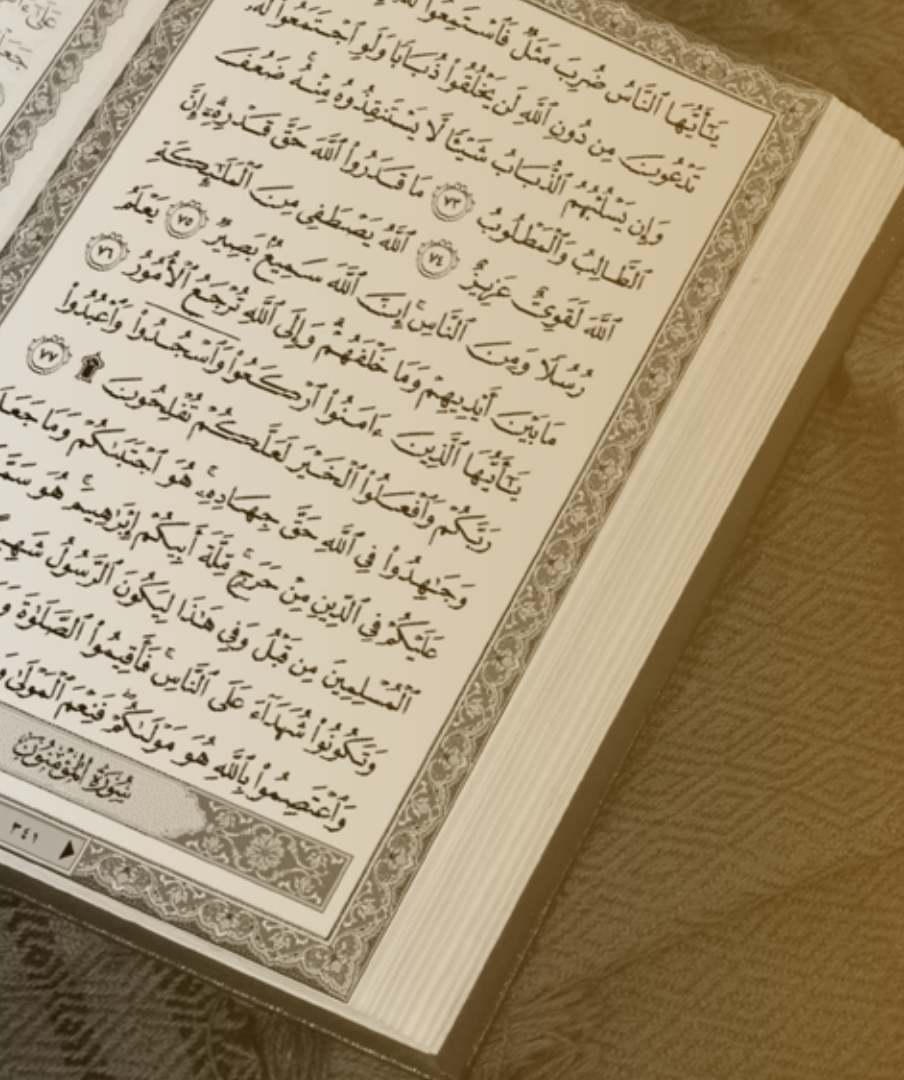 يَٰٓأَيُّهَا ٱلنَّاسُ ضُرِبَ مَثَلٌ فَٱسْتَمِعُوا۟
تَدْعُونَ مِن دُونِ ٱللَّهِ لَن يَخْلُقُوا۟ ذُبَابًا وَلَوِ ٱجْتَمَعُوا۟ لَهُۥ
وَإِن يَسْلُبْهُمُ ٱلذُّبَابُ شَيْـًٔا لَّا يَسْتَنقِذُوهُ مِنْهُ ۚ ضَعُفَ
ٱلطَّالِبُ وَٱلْمَطْلُوبُ ٧٣ مَا قَدَرُوا۟ ٱللَّهَ حَقَّ قَدْرِهِۦٓ ۗ إِنَّ
ٱللَّهَ لَقَوِىٌّ عَزِيزٌ ٧٤ ٱللَّهُ يَصْطَفِى مِنَ ٱلْمَلَٰٓئِكَةِ
رُسُلًا وَمِنَ ٱلنَّاسِ ۚ إِنَّ ٱللَّهَ سَمِيعٌۢ بَصِيرٌ ٧٥ يَعْلَمُ
مَا بَيْنَ أَيْدِيهِمْ وَمَا خَلْفَهُمْ ۗ وَإِلَى ٱللَّهِ تُرْجَعُ ٱلْأُمُورُ ٧٦
يَٰٓأَيُّهَا ٱلَّذِينَ ءَامَنُوا۟ ٱرْكَعُوا۟ وَٱسْجُدُوا۟ وَٱعْبُدُوا۟
رَبَّكُمْ وَٱفْعَلُوا۟ ٱلْخَيْرَ لَعَلَّكُمْ تُفْلِحُونَ ۩ ٧٧
وَجَٰهِدُوا۟ فِى ٱللَّهِ حَقَّ جِهَادِهِۦ ۚ هُوَ ٱجْتَبَىٰكُمْ وَمَا جَعَلَ
عَلَيْكُمْ فِى ٱلدِّينِ مِنْ حَرَجٍ ۚ مِّلَّةَ أَبِيكُمْ إِبْرَٰهِيمَ ۚ هُوَ
ٱلْمُسْلِمِينَ مِن قَبْلُ وَفِى هَٰذَا لِيَكُونَ ٱلرَّسُولُ
وَتَكُونُوا۟ شُهَدَآءَ عَلَى ٱلنَّاسِ ۚ فَأَقِيمُوا۟ ٱلصَّلَوٰةَ
وَٱعْتَصِمُوا۟ بِٱللَّهِ هُوَ مَوْلَىٰكُمْ ۖ فَنِعْمَ ٱلْمَوْلَىٰ
سُورَةُ الْمُؤْمِنُونَ
٣٤١